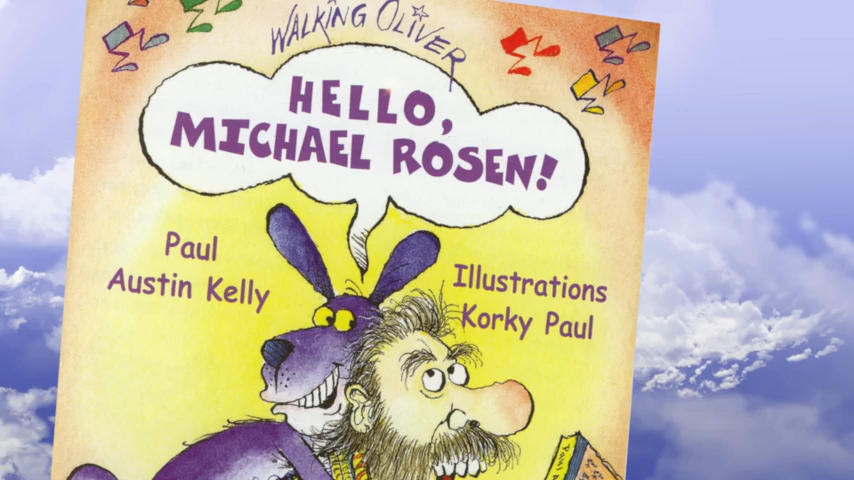 WALKING OLIVER
HELLO,
MICHAEL ROSEN!
Paul
Austin Kelly
Illustrations
Korky Paul